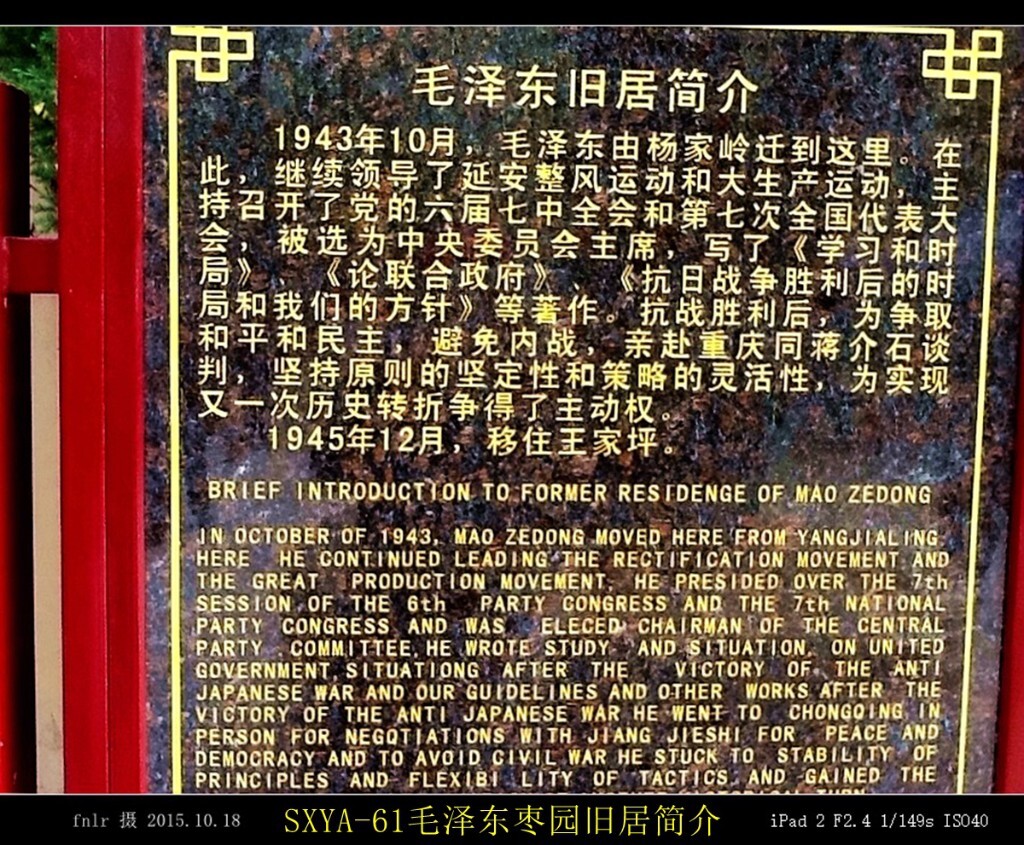 毛泽东旧居简介
1943年10月，毛泽东由杨家岭迁到这里。在
此，继续领导了延安整风运动和大生产运动，主
持召开了党的六届七中全会和第七次全国代表大
会，被选为中央委员会主席，写了《学习和时
局》、《论联合政府》、《抗日战争胜利后的时
局和我们的方针》等著作。抗战胜利后，为争取
和平和民主，避免内战，亲赴重庆同蒋介石谈
判，坚持原则的坚定性和策略的灵活性，为实现
又一次历史转折争得了主动权。
1945年12月，移住王家坪。
BRIEF INTRODUCTION TO FORMER RESIDENGE OF MAO ZEDONG
IN OCTOBER OF 1943, MAO ZEDONG MOVED HERE FROM YANGJIALING.
HERE HE CONTINUED LEADING THE RECTIFICATION MOVEMENT AND
THE GREAT PRODUCTION MOVEMENT. HE PRESIDED OVER THE 7th
SESSION OF THE 6th PARTY CONGRESS AND THE 7th NATIONAL
PARTY CONGRESS AND WAS ELECED CHAIRMAN OF THE CENTRAL
PARTY COMMITTEE, HE WROTE STUDY AND SITUATION, ON UNITED
GOVERNMENT, SITUATIONG AFTER THE VICTORY OF THE ANTI
JAPANESE WAR AND OUR GUIDELINES AND OTHER WORKS AFTER THE
VICTORY OF THE ANTI JAPANESE WAR HE WENT TO CHONGQING IN
PERSON FOR NEGOTIATIONS WITH JIANG JIESHI FOR PEACE AND
DEMOCRACY AND TO AVOID CIVIL WAR HE STUCK TO STABILITY OF
PRINCIPLES AND FLEXIBI LITY OF TACTICS AND GAINED THE
fnlr 摄 2015.10.18 SXYA-61毛泽东枣园旧居简介 iPad 2 F2.4 1/149s ISO40